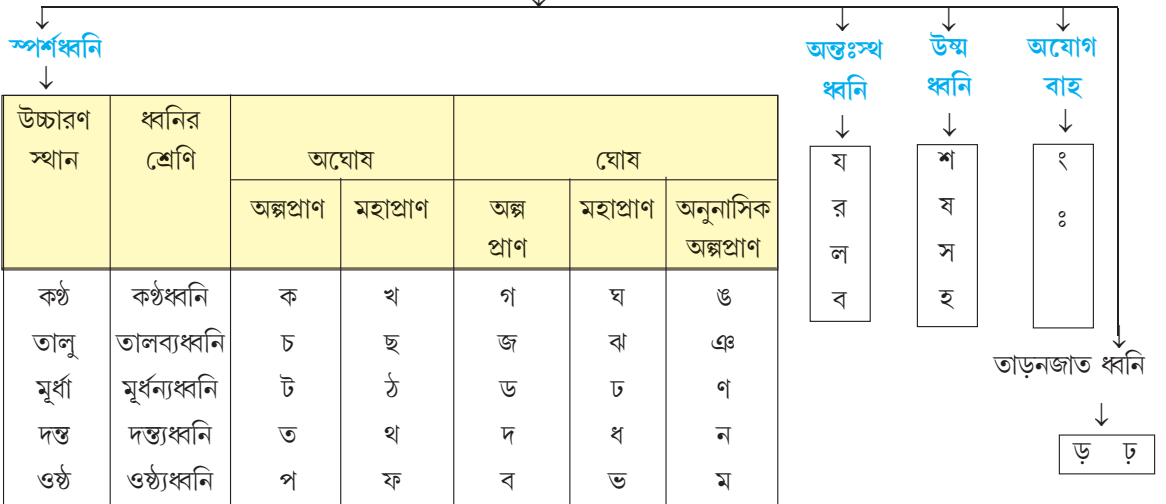 স্পর্শধ্বনি
অন্তঃস্থ ধ্বনি
উষ্ম ধ্বনি
অযোগ বাহ
উচ্চারণ স্থান
ধ্বনির শ্রেণি
অঘোষ
ঘোষ
অল্পপ্রাণ
মহাপ্রাণ
অল্প প্রাণ
মহাপ্রাণ
অনুনাসিক অল্পপ্রাণ
কণ্ঠ কণ্ঠধ্বনি ক খ গ ঘ ঙ
তালু তালব্যধ্বনি চ ছ জ ঝ ঞ
মূর্ধা মূর্ধন্যধ্বনি ট ঠ ড ঢ ণ
দন্ত দন্ত্যধ্বনি ত থ দ ধ ন
ওষ্ঠ ওষ্ঠ্যধ্বনি প ফ ব ভ ম
য
র
ল
ব
শ
ষ
স
হ
ং
ঃ
তাড়নজাত ধ্বনি
ড় ঢ়